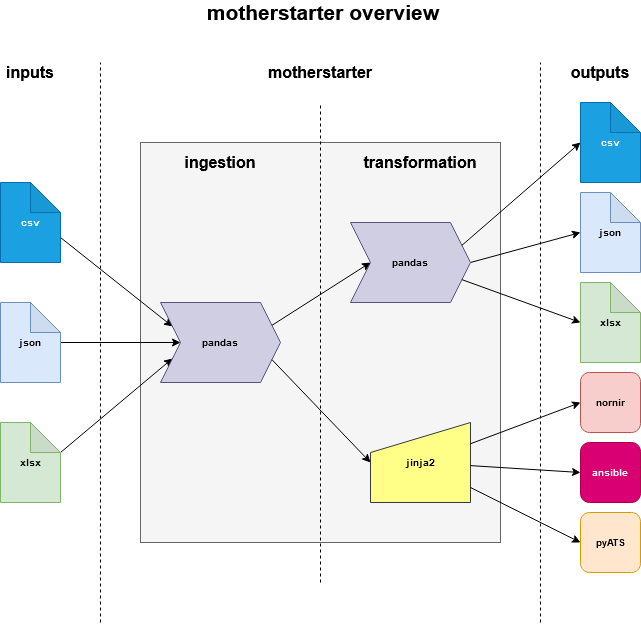 motherstarter overview
inputs
motherstarter
outputs
ingestion
transformation
csv
json
xlsx
pandas
pandas
jinja2
csv
json
xlsx
nornir
ansible
pyATS